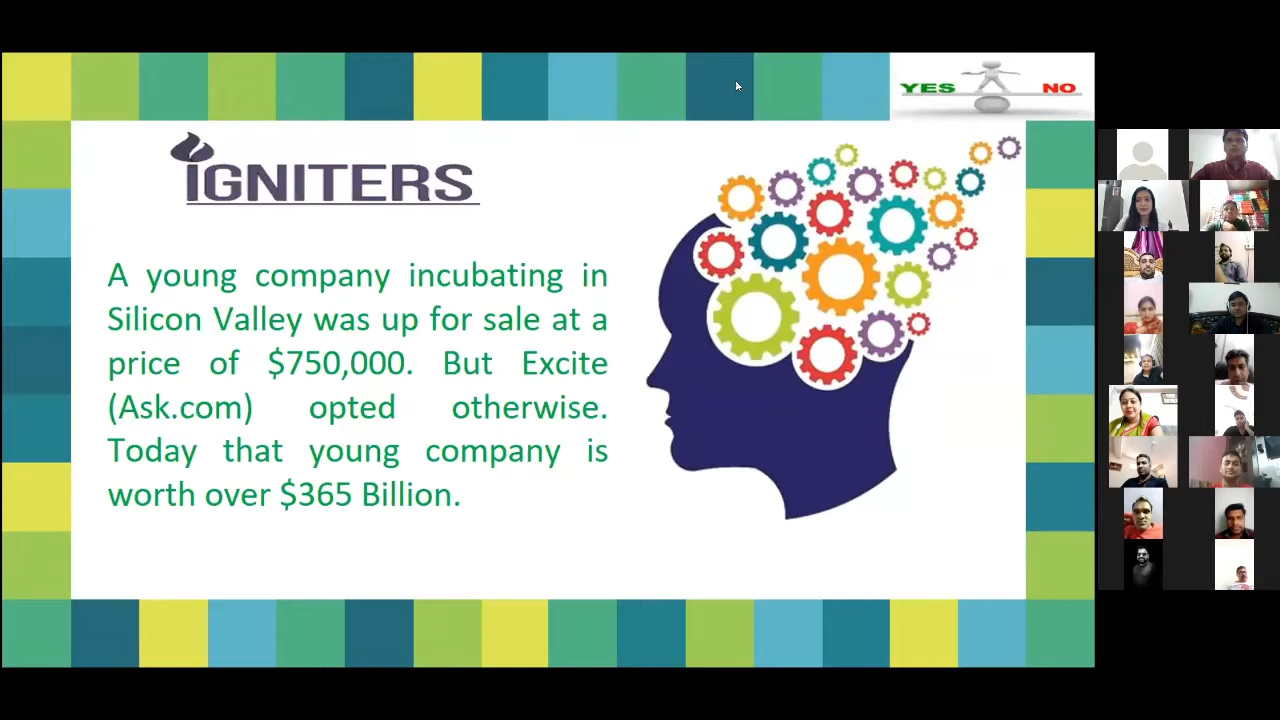 YES NO
IGNITERS
A young company incubating in
Silicon Valley was up for sale at a
price of $750,000. But Excite
(Ask.com) opted otherwise.
Today that young company is
worth over $365 Billion.